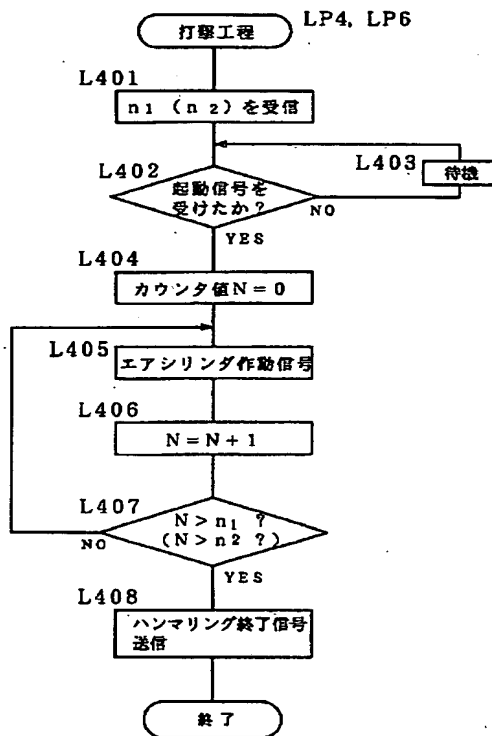 LP4, LP6
打撃工程
L401
n1 (n2)を受信
L402
L403
待機
起動信号を
受けたか?
NO
YES
L404
カウンタ値N=0
L405
エアシリンダ作動信号
L406
N=N+1
L407
N>n1 ?
(N>n2 ?)
NO
YES
L408
ハンマリング終了信号
送信
終了